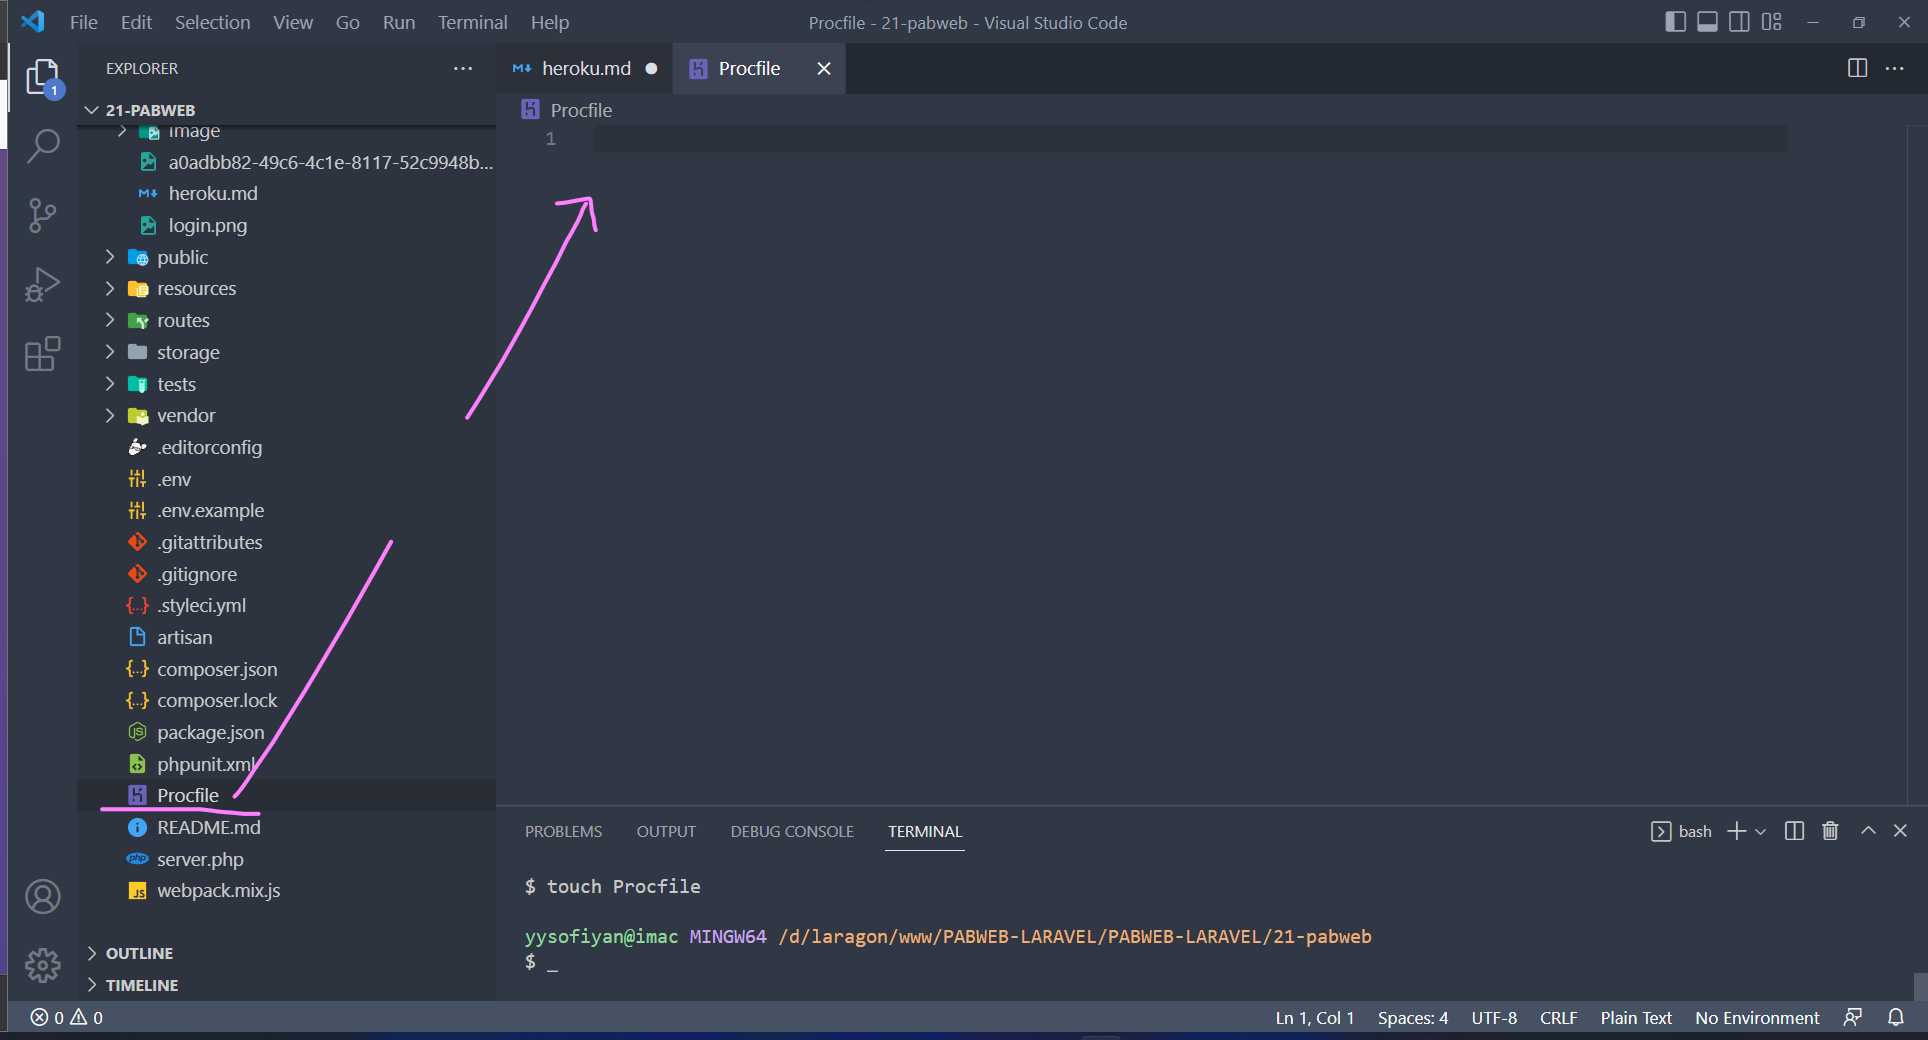 File Edit Selection View Go Run Terminal Help
Procfile - 21-pabweb - Visual Studio Code
EXPLORER
heroku.md
Procfile
1
21-PABWEB
Procfile
1
image
a0adbb82-49c6-4c1e-8117-52c9948b...
heroku.md
login.png
public
resources
routes
storage
tests
vendor
.editorconfig
.env
.env.example
.gitattributes
.gitignore
.styleci.yml
artisan
composer.json
composer.lock
package.json
phpunit.xml
Procfile
README.md
server.php
webpack.mix.js
OUTLINE
TIMELINE
PROBLEMS OUTPUT DEBUG CONSOLE TERMINAL
bash
$ touch Procfile
yysofiyan@imac MINGW64 /d/laragon/www/PABWEB-LARAVEL/PABWEB-LARAVEL/21-pabweb
$ _
0 0
Ln 1, Col 1 Spaces: 4 UTF-8 CRLF Plain Text No Environment